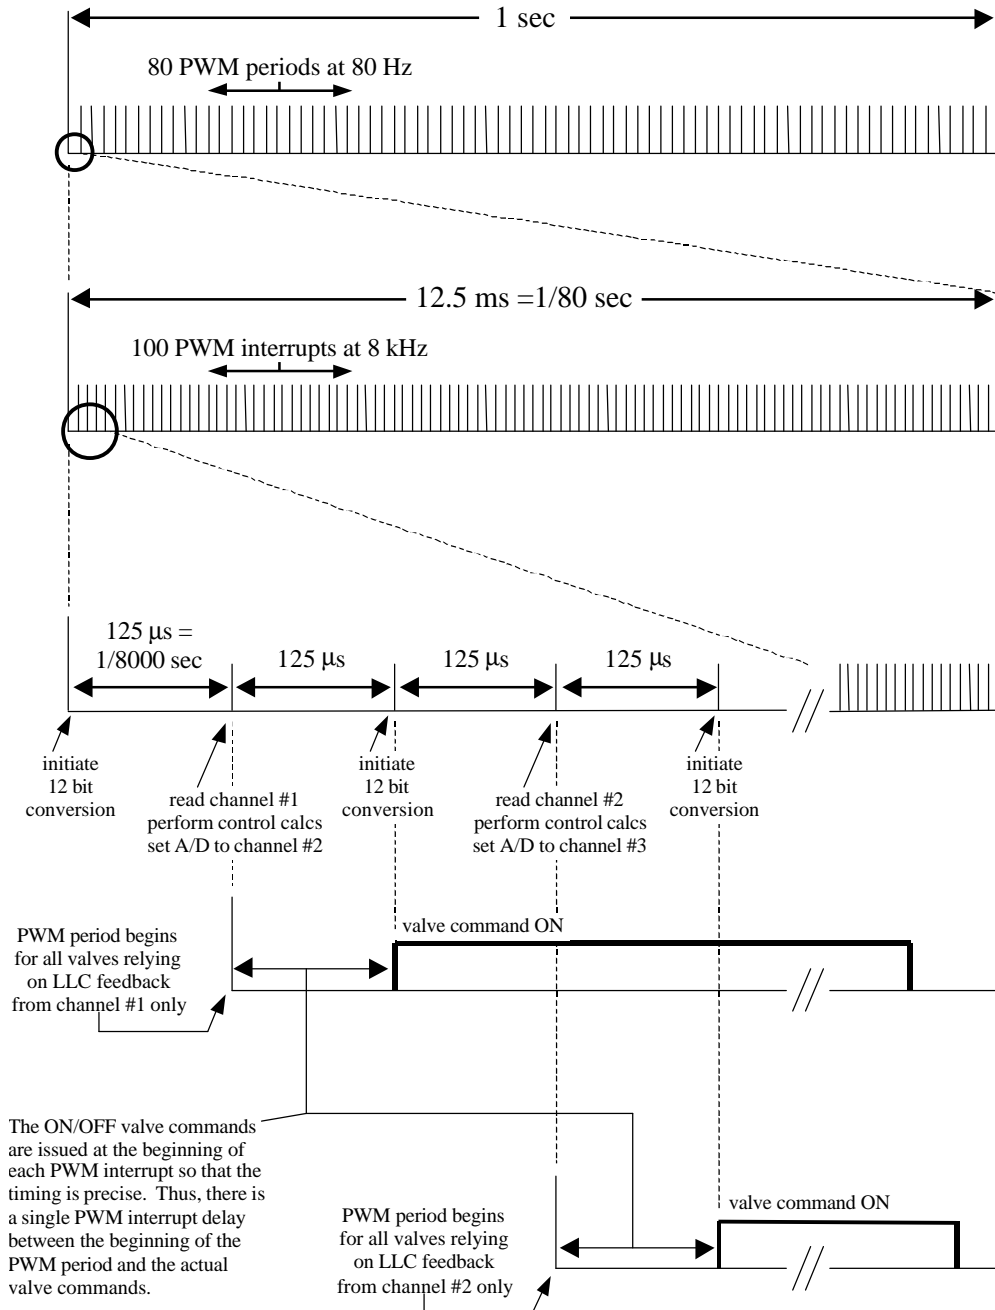 1 sec
80 PWM periods at 80 Hz
12.5 ms =1/80 sec
100 PWM interrupts at 8 kHz
125 μs =
1/8000 sec
125 μs
125 μs
125 μs
initiate
12 bit
conversion
read channel #1
perform control calcs
set A/D to channel #2
initiate
12 bit
conversion
read channel #2
perform control calcs
set A/D to channel #3
initiate
12 bit
conversion
PWM period begins
for all valves relying
on LLC feedback
from channel #1 only
valve command ON
The ON/OFF valve commands
are issued at the beginning of
each PWM interrupt so that the
timing is precise.  Thus, there is
a single PWM interrupt delay
between the beginning of the
PWM period and the actual
valve commands.
PWM period begins
for all valves relying
on LLC feedback
from channel #2 only
valve command ON